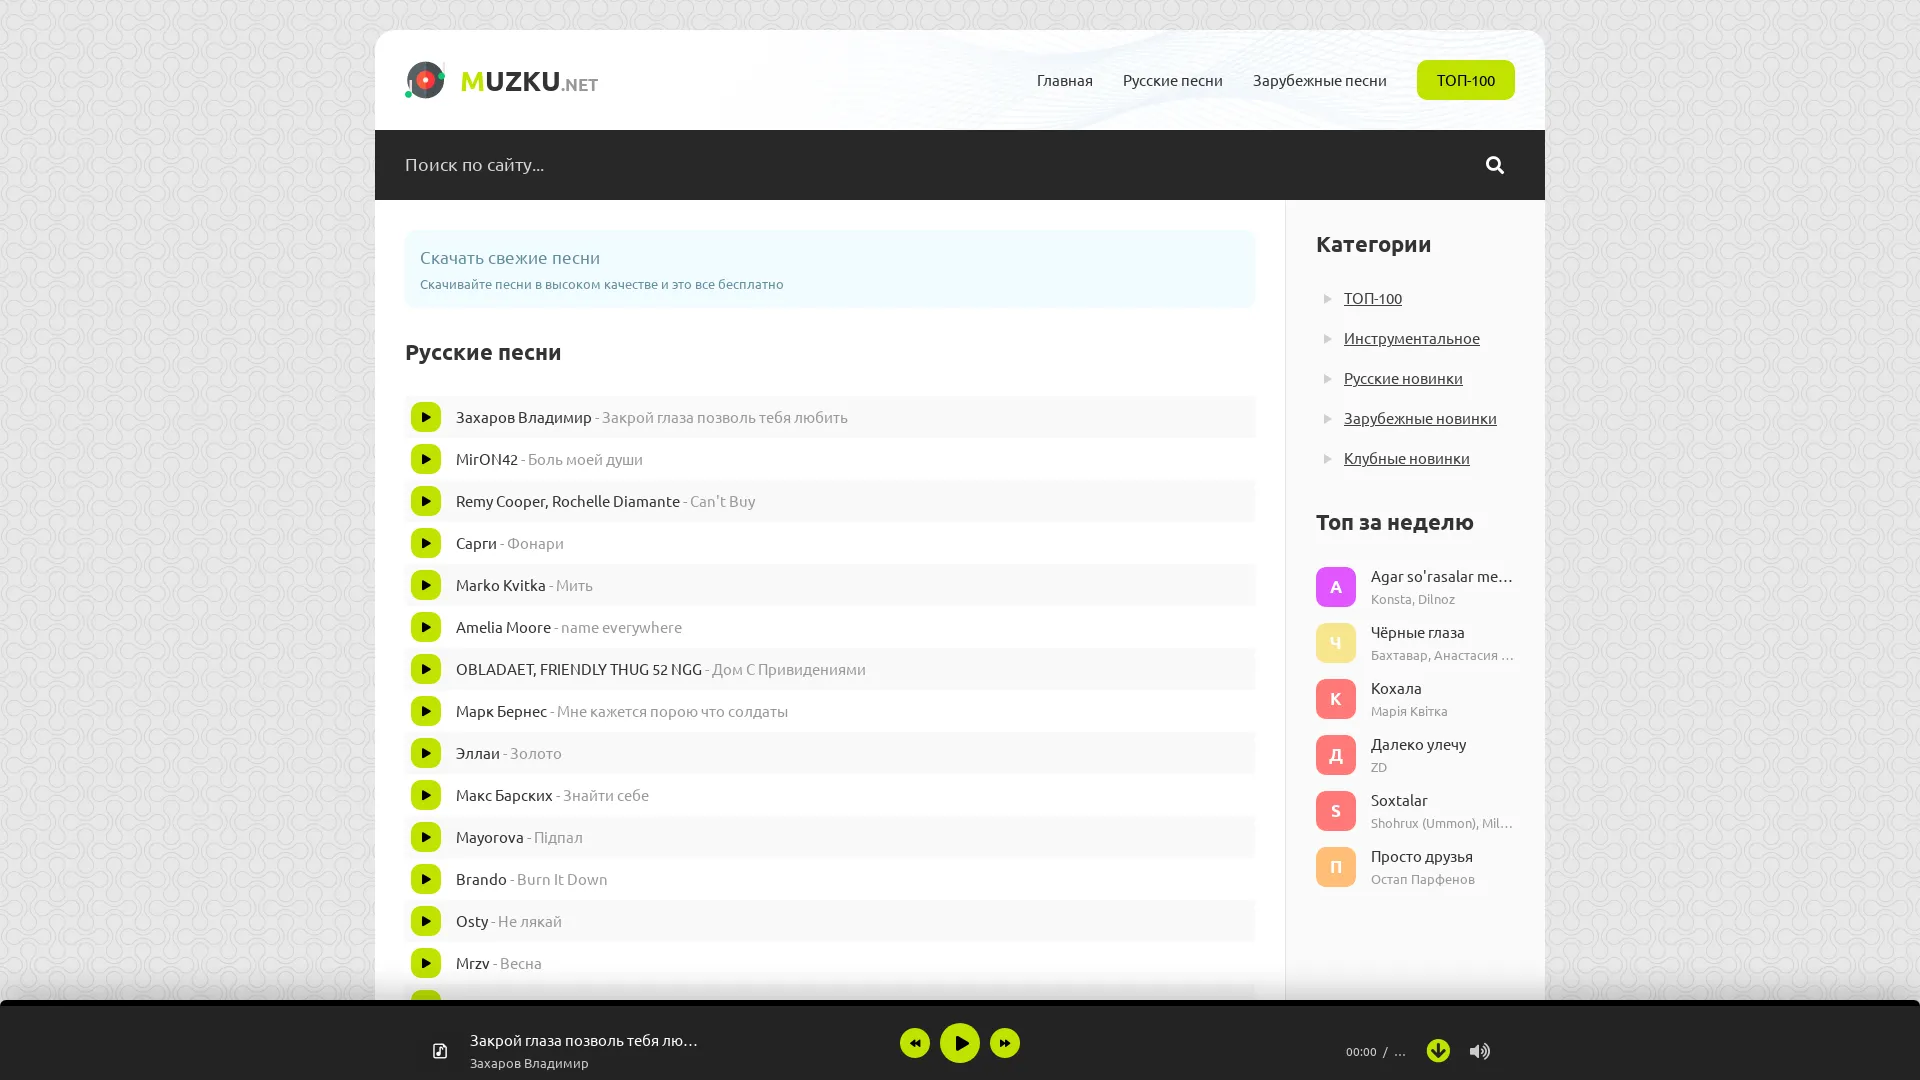 MUZKU.NET
Главная
Русские песни
Зарубежные песни
ТОП-100
Поиск по сайту...
Скачать свежие песни
Скачивайте песни в высоком качестве и это все бесплатно
Русские песни
Захаров Владимир - Закрой глаза позволь тебя любить
MirON42 - Боль моей души
Remy Cooper, Rochelle Diamante - Can't Buy
Сарги - Фонари
Marko Kvitka - Мить
Amelia Moore - name everywhere
OBLADAET, FRIENDLY THUG 52 NGG - Дом С Привидениями
Марк Бернес - Мне кажется порою что солдаты
Эллаи - Золото
Макс Барских - Знайти себе
Mayorova - Підпал
Brando - Burn It Down
Osty - Не лякай
Mrzv - Весна
Категории
ТОП-100
Инструментальное
Русские новинки
Зарубежные новинки
Клубные новинки
Топ за неделю
A
Agar so'rasalar me...
Konsta, Dilnoz
Ч
Чёрные глаза
Бахтавар, Анастасия ...
К
Кохала
Марія Квітка
Д
Далеко улечу
ZD
S
Soxtalar
Shohrux (Ummon), Mil...
П
Просто друзья
Остап Парфенов
Закрой глаза позволь тебя лю...
Захаров Владимир
00:00 / ...